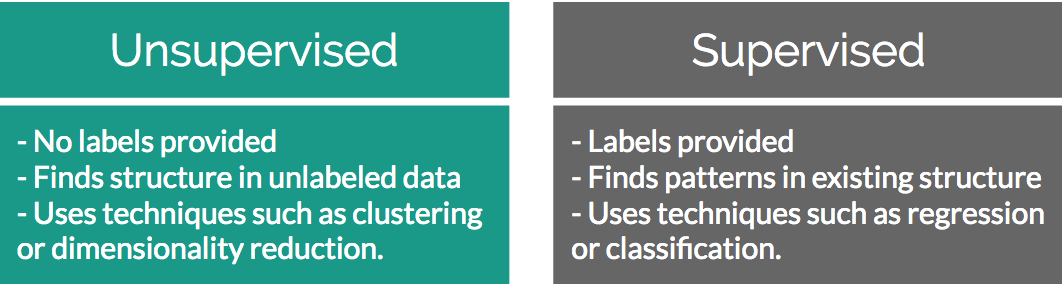 Unsupervised
- No labels provided
- Finds structure in unlabeled data
- Uses techniques such as clustering
or dimensionality reduction.
Supervised
- Labels provided
- Finds patterns in existing structure
- Uses techniques such as regression
or classification.